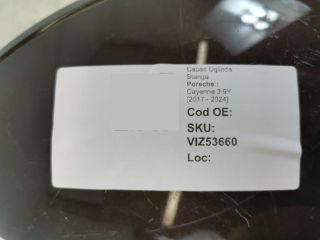 Capac Oglinda
Stanga
Porsche :
Cayenne 3 9Y
[2017 - 2024]
Cod OE:
SKU:
VIZ53660
Loc: